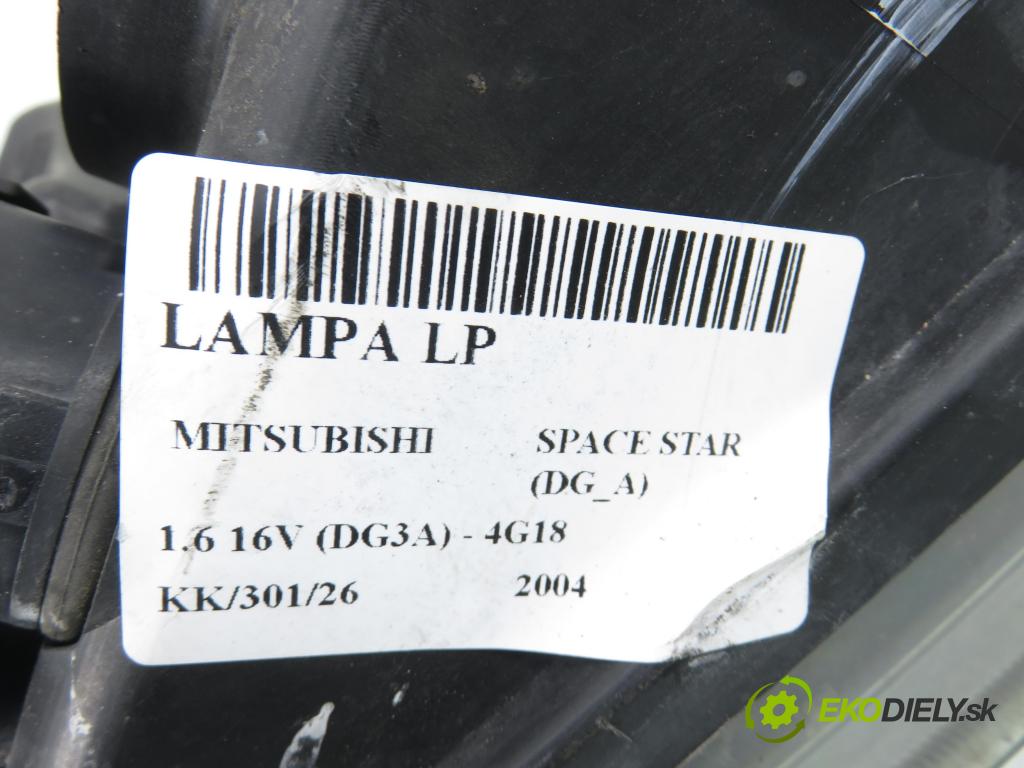 LAMPA LP
MITSUBISHI SPACE STAR
(DG_A)
1.6 16V (DG3A) - 4G18
KK/301/26 2004
EKODIELY.sk